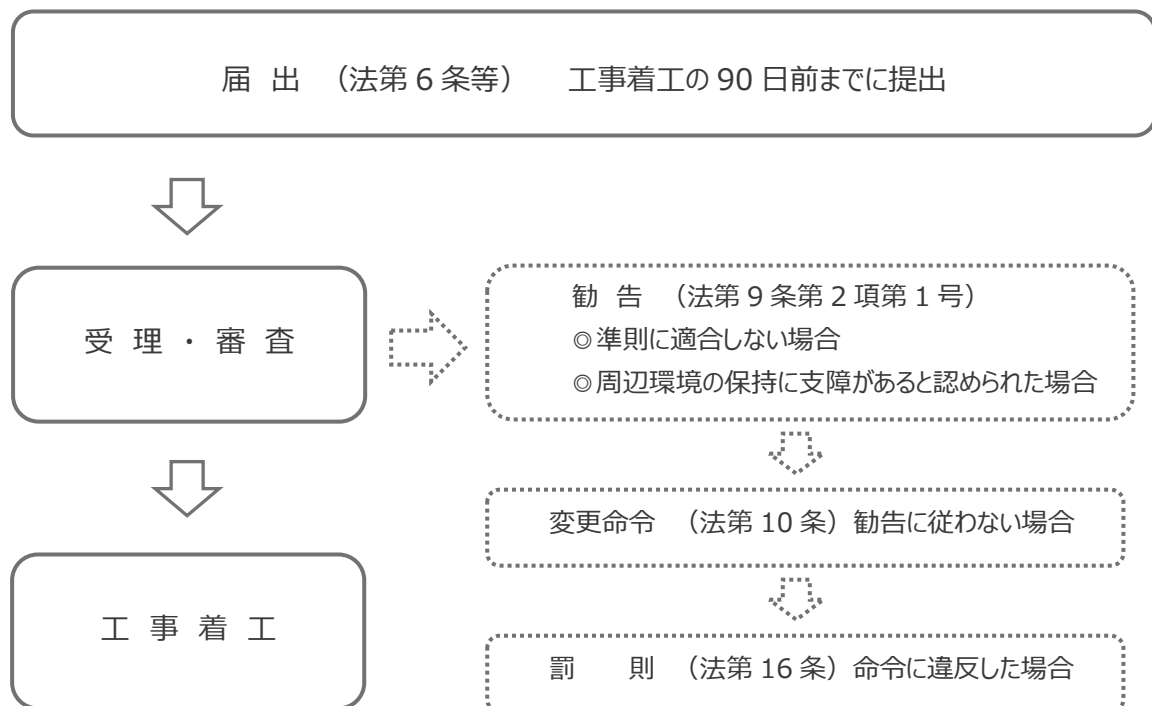 届 出 （法第 6 条等） 工事着工の 90 日前までに提出
受 理 ・ 審 査
勧 告 （法第 9 条第 2 項第 1 号）
◎準則に適合しない場合
◎周辺環境の保持に支障があると認められた場合
変更命令 （法第 10 条）勧告に従わない場合
工 事 着 工
罰 則 （法第 16 条）命令に違反した場合